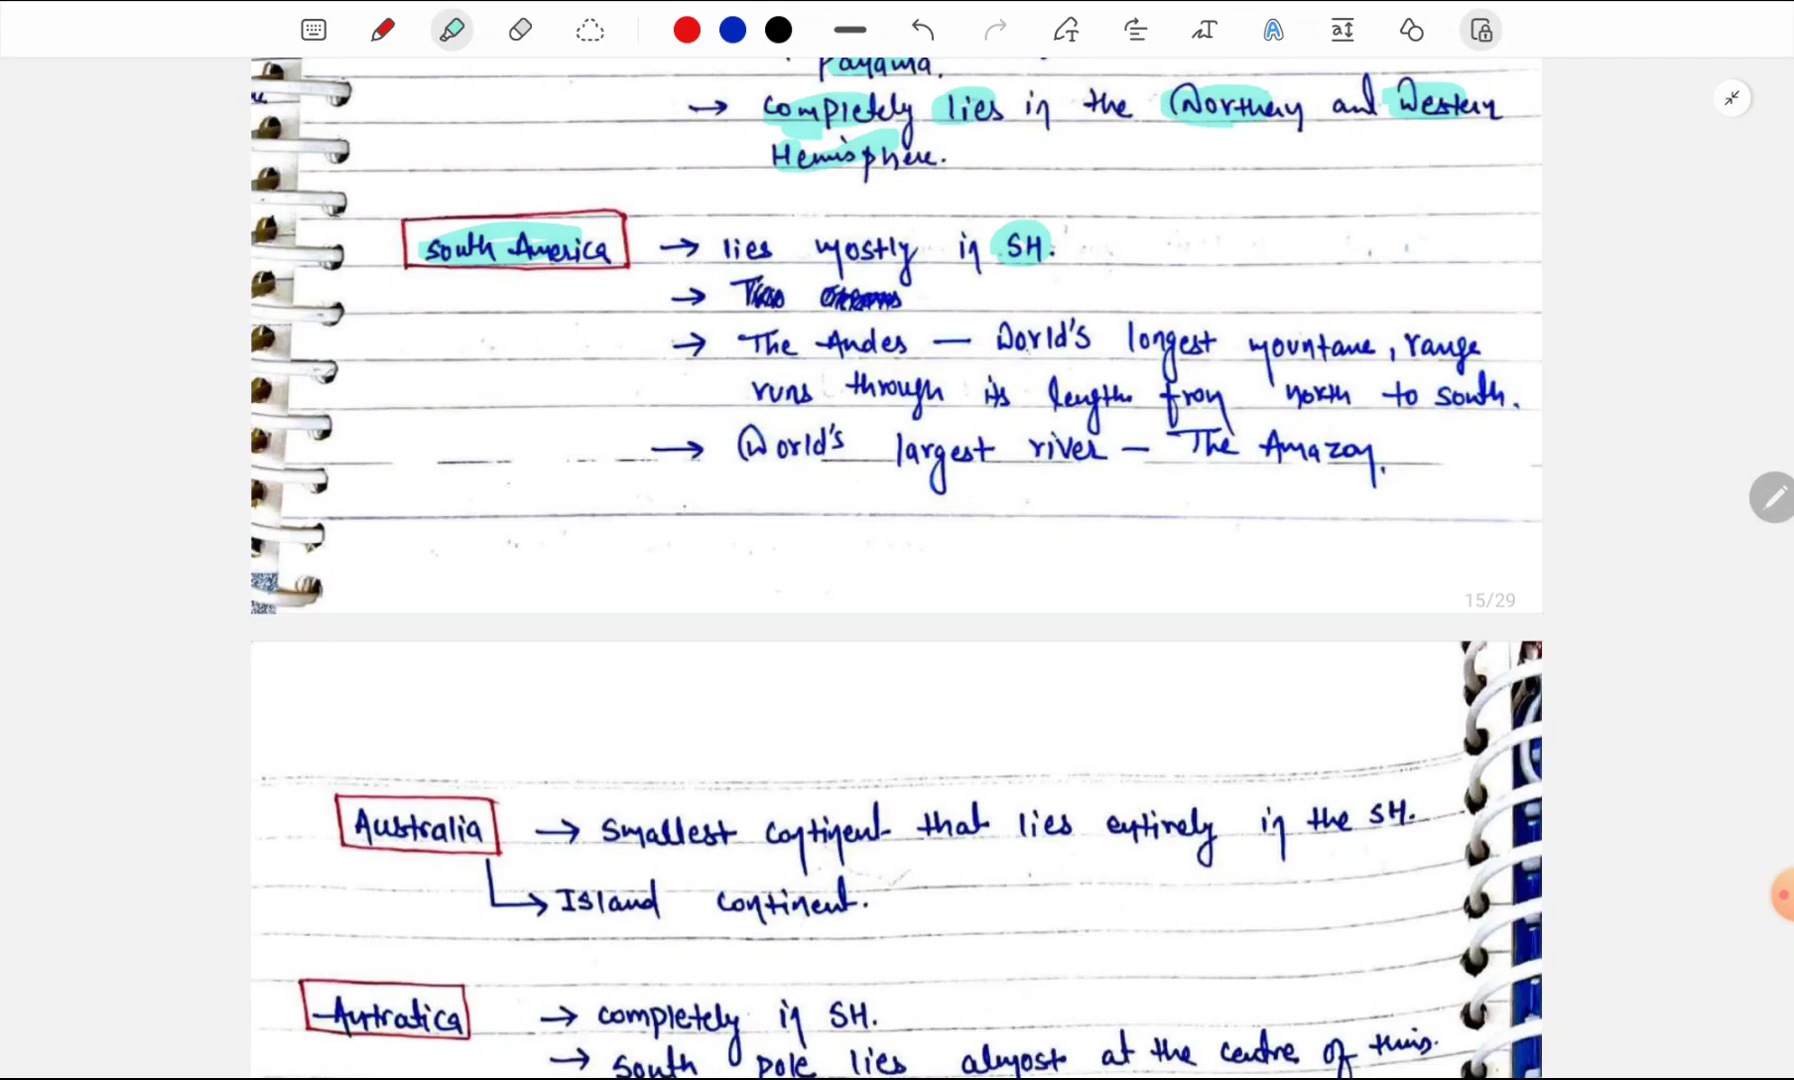 Panama.
→ completely lies in the Northern and Western
Hemisphere.
South America → lies mostly in SH.
→
→ The Andes — World's longest mountane, range
runs through its lengths from north to south.
→ World's largest river — The Amazon.
15/29
Australia → Smallest continent that lies entirely in the SH.
↳ Island continent.
Antratica → completely in SH.
→ South pole lies almost at the centre of this.